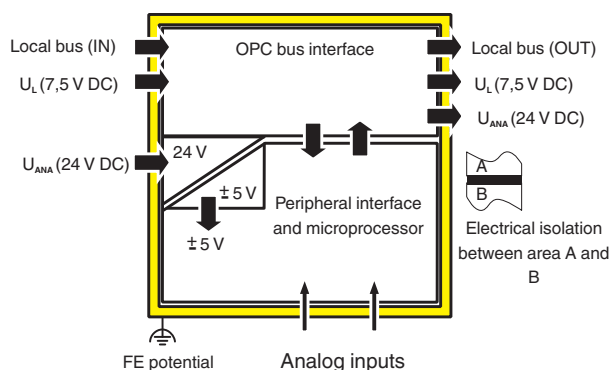 Local bus (IN)
OPC bus interface
Local bus (OUT)
UL (7,5 V DC)
UL (7,5 V DC)
UANA (24 V DC)
UANA (24 V DC)
24 V
± 5 V
± 5 V
Peripheral interface
and microprocessor
A
B
Electrical isolation
between area A and
B
FE potential
Analog inputs